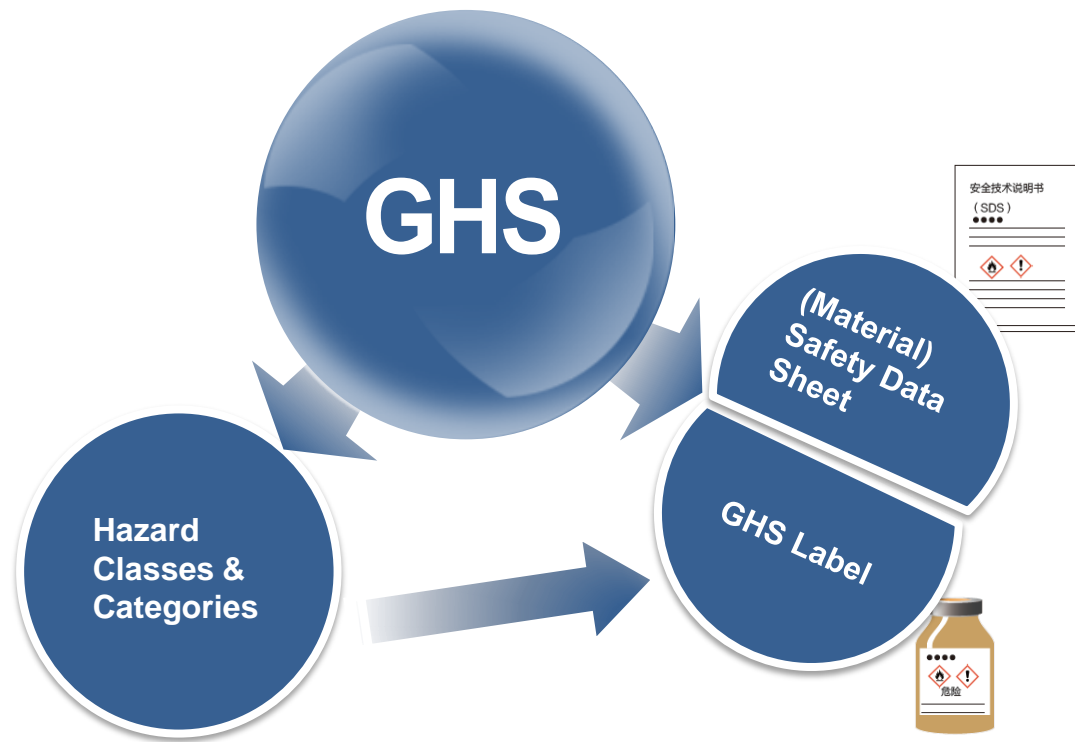 GHS
安全技术说明书
（SDS）
●●●●
(Material)
Safety Data
Sheet
GHS Label
Hazard
Classes &
Categories
●●●●
危险